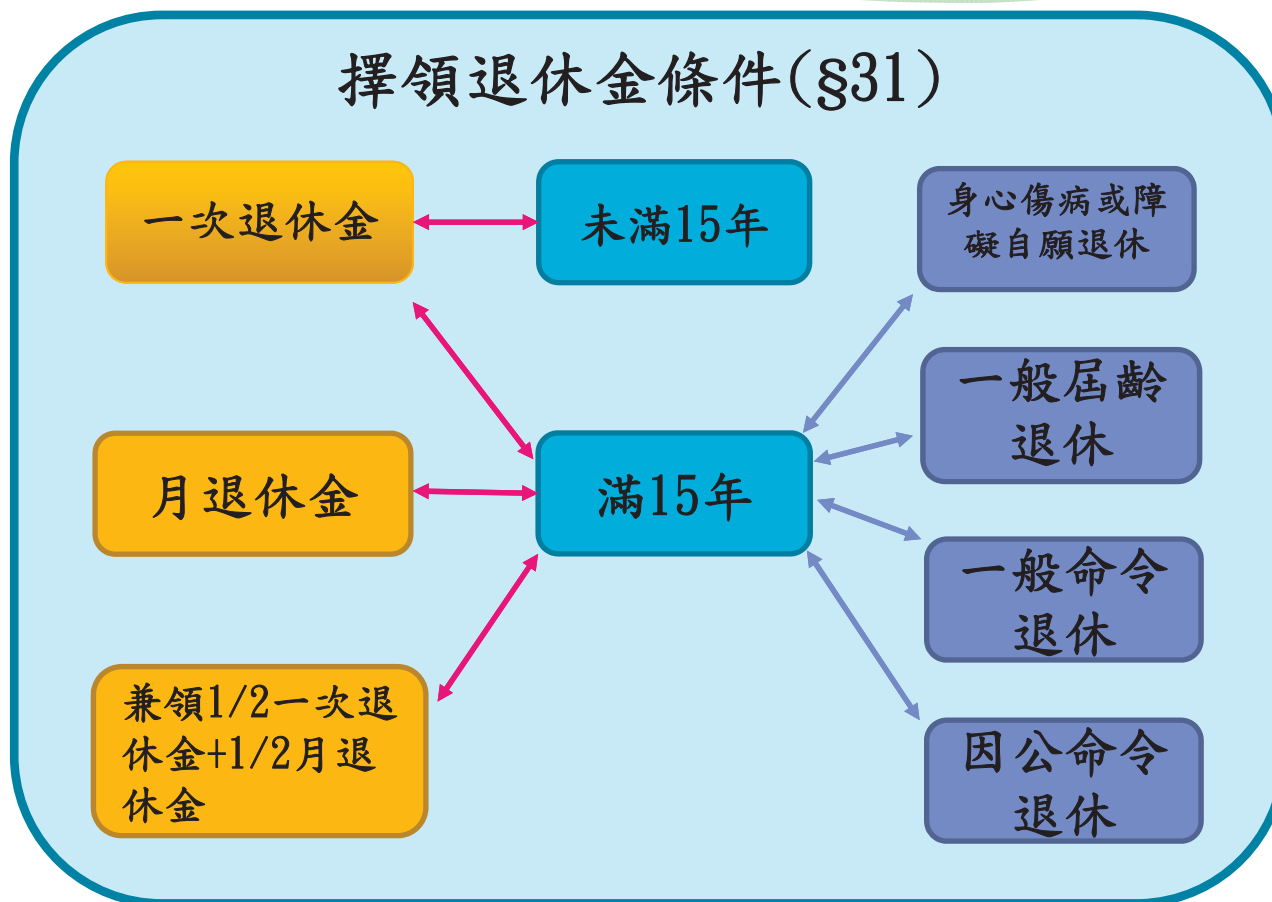 擇領退休金條件(§31)
一次退休金
未滿15年
身心傷病或障
礙自願退休
一般屆齡
退休
月退休金
滿15年
一般命令
退休
兼領1/2一次退
休金+1/2月退
休金
因公命令
退休